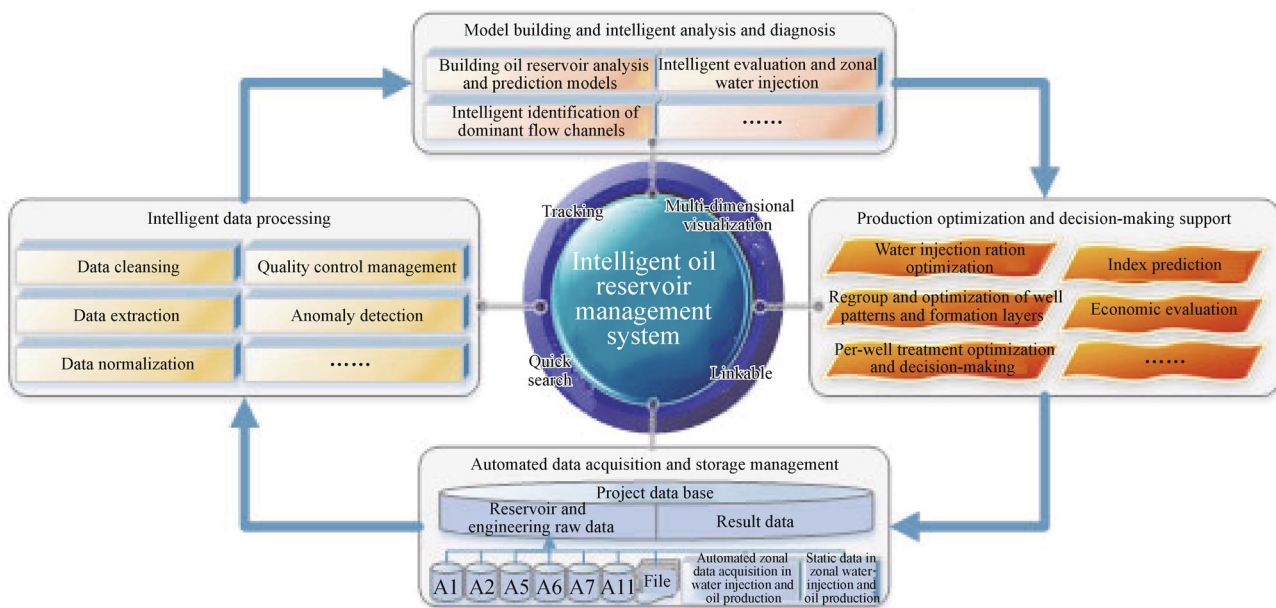 Model building and intelligent analysis and diagnosis
Building oil reservoir analysis
and prediction models
Intelligent evaluation and zonal
water injection
Intelligent identification of
dominant flow channels
……
Intelligent data processing
Data cleansing
Quality control management
Data extraction
Anomaly detection
Data normalization
……
Tracking
Multi-dimensional
visualization
Intelligent oil
reservoir
management
system
Quick
search
Linkable
Production optimization and decision-making support
Water injection ration
optimization
Index prediction
Regroup and optimization of well
patterns and formation layers
Economic evaluation
Per-well treatment optimization
and decision-making
……
Automated data acquisition and storage management
Project data base
Reservoir and
engineering raw data
Result data
A1
A2
A5
A6
A7
A11
File
Automated zonal
data acquisition in
water injection and
oil production
Static data in
zonal water-
injection and
oil production